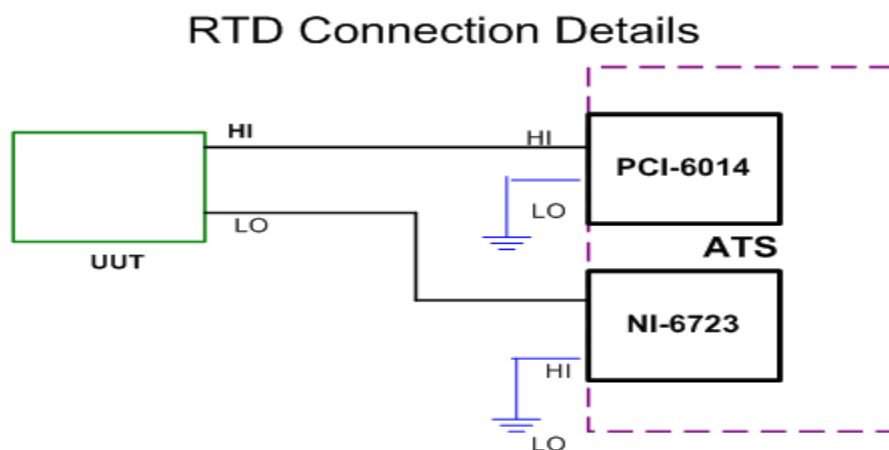 RTD Connection Details
HI
HI
PCI-6014
LO
LO
ATS
UUT
NI-6723
HI
LO